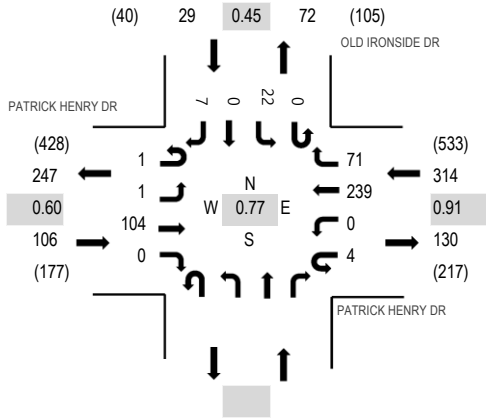 (40) 29 0.45 72 (105)
OLD IRONSIDE DR
PATRICK HENRY DR
7 0 22 0
(428) (533)
247 1 71 314
1 N 239
0.60 W 0.77 E 0.91
104 S 0
106 0 4 130
(177) (217)
PATRICK HENRY DR